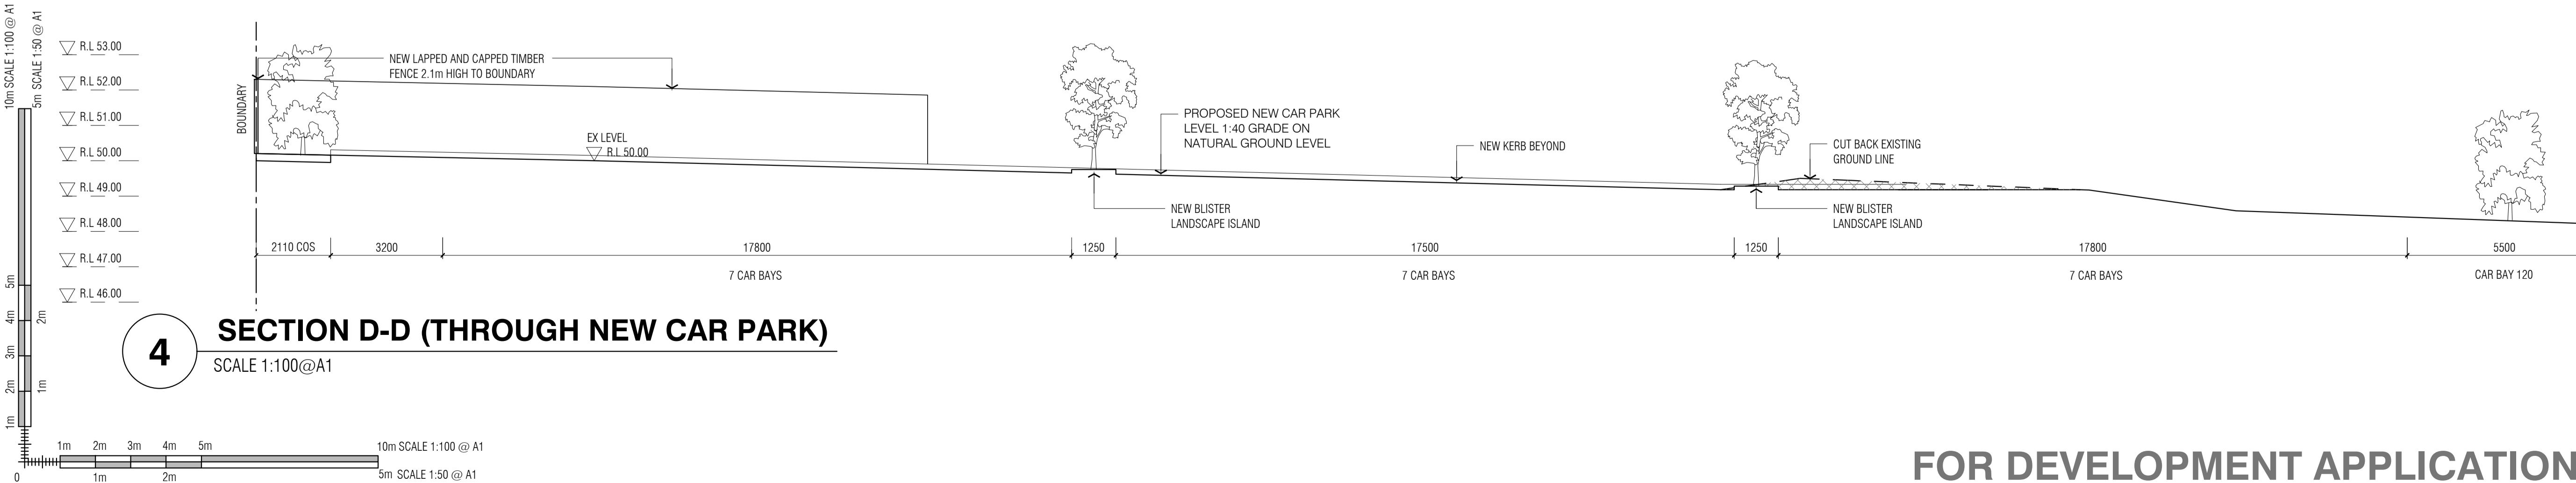 10m SCALE 1:100 @ A1
5m SCALE 1:50 @ A1
R.L 53.00
R.L 52.00
R.L 51.00
R.L 50.00
R.L 49.00
R.L 48.00
R.L 47.00
R.L 46.00
BOUNDARY
NEW LAPPED AND CAPPED TIMBER
FENCE 2.1m HIGH TO BOUNDARY
EX LEVEL
R.L 50.00
PROPOSED NEW CAR PARK
LEVEL 1:40 GRADE ON
NATURAL GROUND LEVEL
NEW KERB BEYOND
CUT BACK EXISTING
GROUND LINE
NEW BLISTER
LANDSCAPE ISLAND
NEW BLISTER
LANDSCAPE ISLAND
2110 COS
3200
17800
1250
17500
1250
17800
5500
7 CAR BAYS
7 CAR BAYS
7 CAR BAYS
CAR BAY 120
5m
4m
3m
2m
1m
2m
1m
4
SECTION D-D (THROUGH NEW CAR PARK)
SCALE 1:100@A1
1m 2m 3m 4m 5m 10m SCALE 1:100 @ A1
0 1m 2m 5m SCALE 1:50 @ A1
FOR DEVELOPMENT APPLICATION